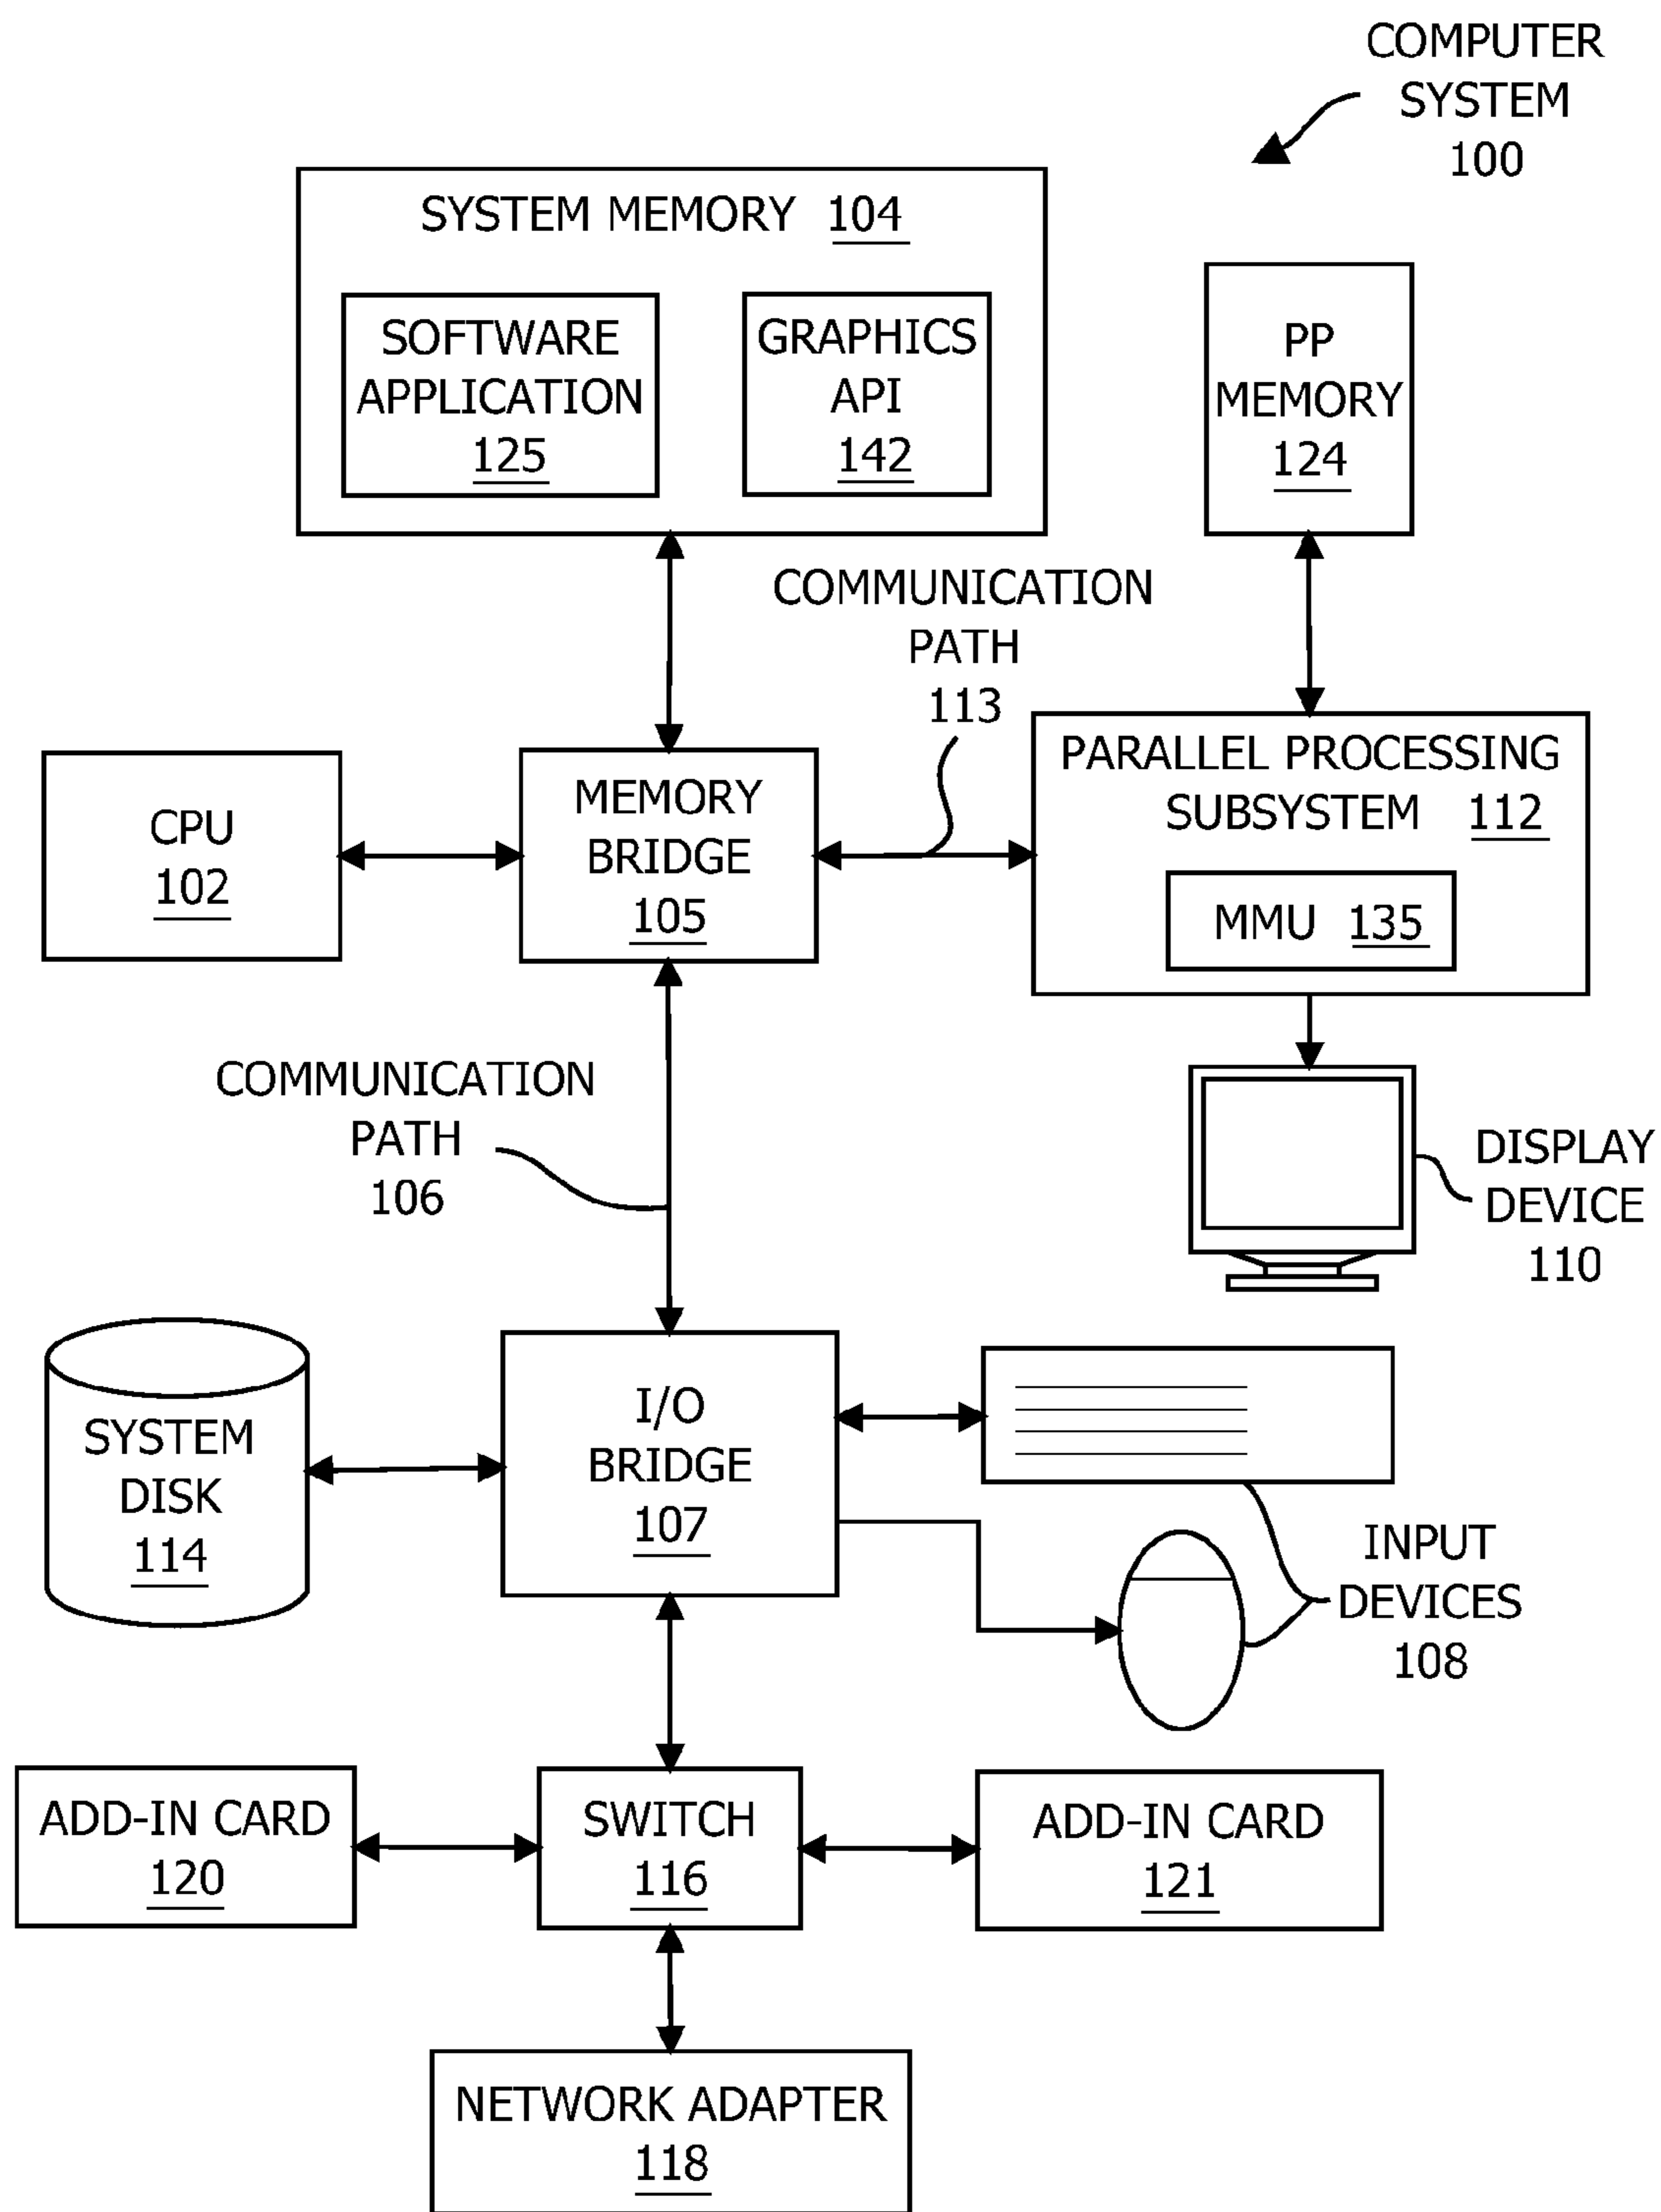 COMPUTER
SYSTEM
100
SYSTEM MEMORY 104
SOFTWARE
APPLICATION
125
GRAPHICS
API
142
PP
MEMORY
124
COMMUNICATION
PATH
113
CPU
102
MEMORY
BRIDGE
105
PARALLEL PROCESSING
SUBSYSTEM 112
MMU 135
COMMUNICATION
PATH
106
DISPLAY
DEVICE
110
SYSTEM
DISK
114
I/O
BRIDGE
107
INPUT
DEVICES
108
ADD-IN CARD
120
SWITCH
116
ADD-IN CARD
121
NETWORK ADAPTER
118